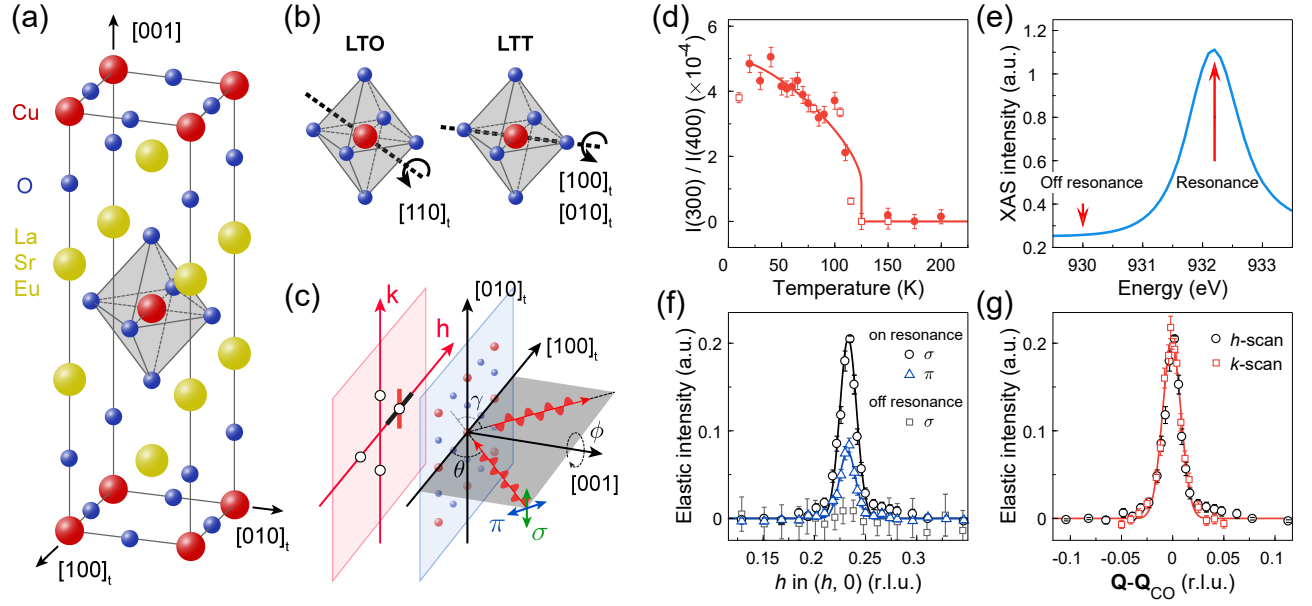 (a)
[001]
Cu
O
La
Sr
Eu
[010]t
[100]t
(b)
LTO
LTT
[110]t
[100]t
[010]t
(c)
k
h
[010]t
[100]t
γ
θ
ϕ
[001]
π
σ
(d)
I(300) / I(400) (×10⁻⁴)
6
4
2
0
0
50
100
150
200
Temperature (K)
(e)
XAS intensity (a.u.)
1.2
1.0
0.8
0.6
0.4
0.2
Off resonance
Resonance
930
931
932
933
Energy (eV)
(f)
Elastic intensity (a.u.)
0.2
0.1
0
on resonance
σ
π
off resonance
σ
0.15
0.20
0.25
0.30
h in (h, 0) (r.l.u.)
(g)
Elastic intensity (a.u.)
0.2
0.1
0
h-scan
k-scan
-0.1
-0.05
0
0.05
0.1
Q-QCO (r.l.u.)